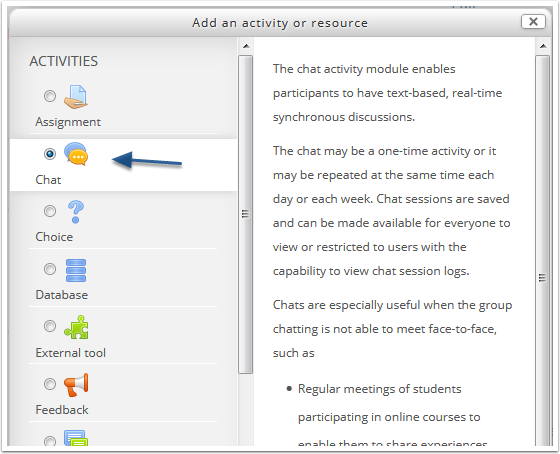 Add an activity or resource
ACTIVITIES
Assignment
Chat
Choice
Database
External tool
Feedback
The chat activity module enables
participants to have text-based, real-time
synchronous discussions.
The chat may be a one-time activity or it
may be repeated at the same time each
day or each week. Chat sessions are saved
and can be made available for everyone to
view or restricted to users with the
capability to view chat session logs.
Chats are especially useful when the group
chatting is not able to meet face-to-face,
such as
Regular meetings of students
participating in online courses to
enable them to share experiences